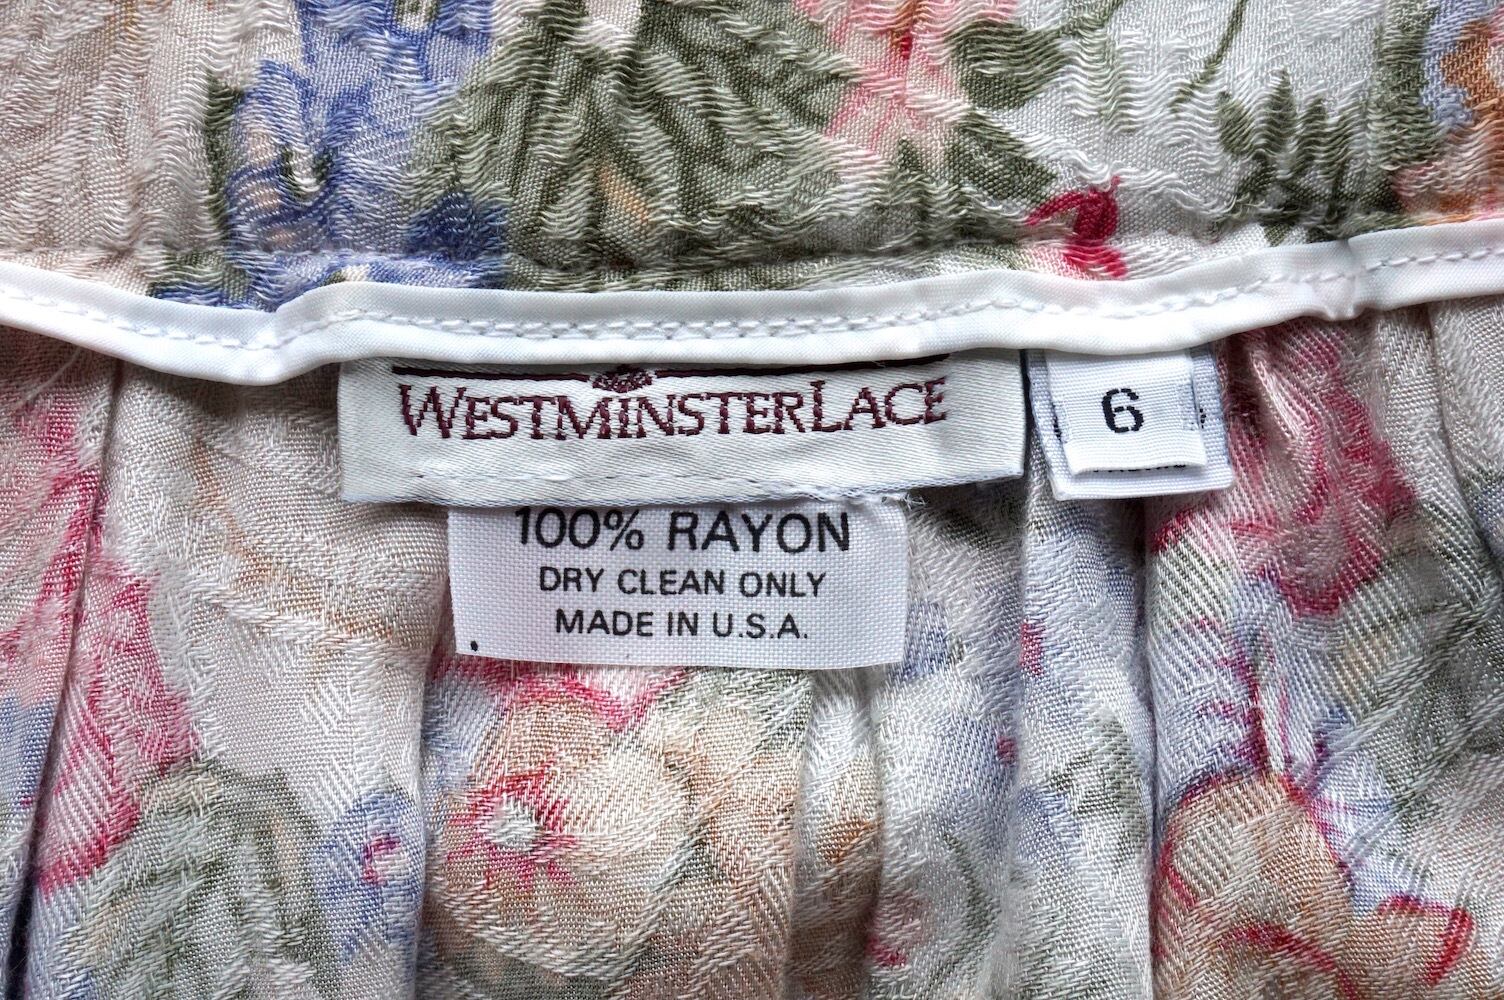 WESTMINSTERLACE
6
100% RAYON
DRY CLEAN ONLY
MADE IN U.S.A.